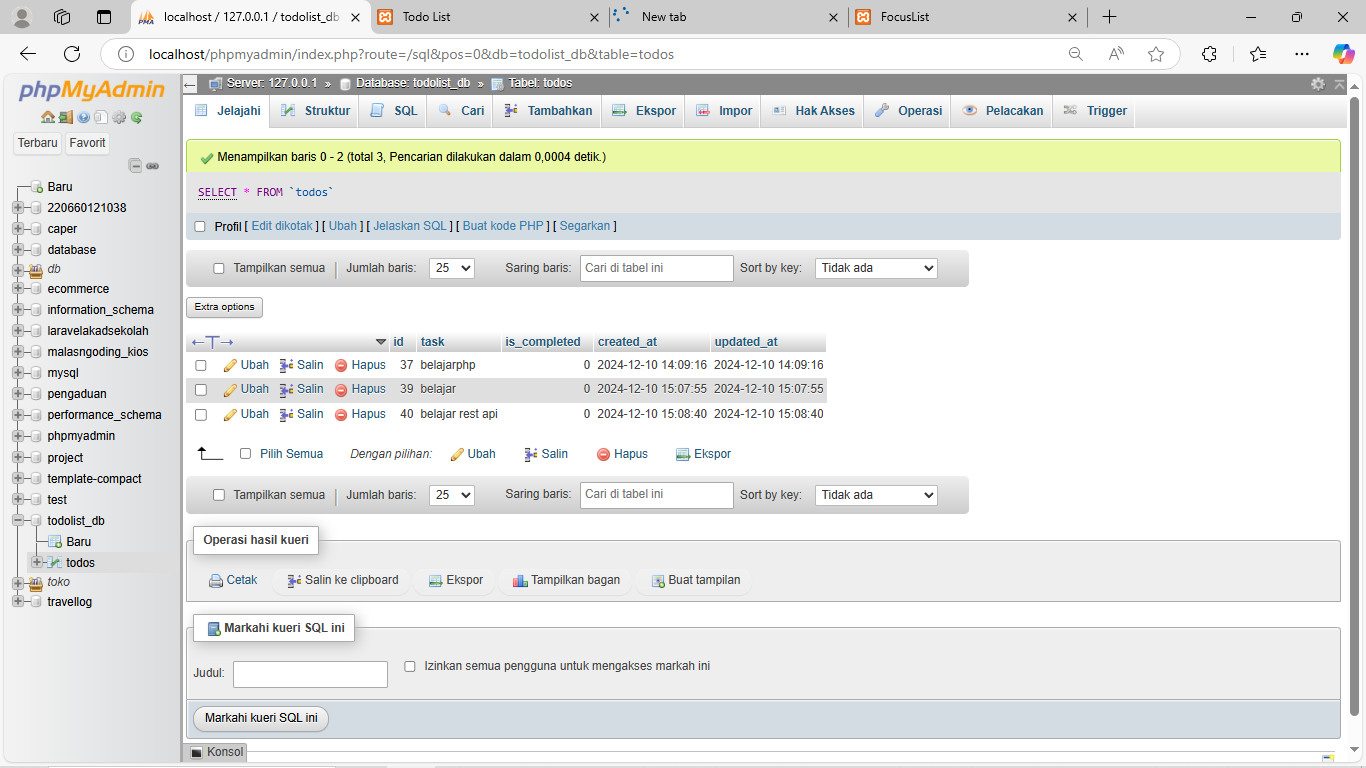 localhost / 127.0.0.1 / todolist_db
Todo List
New tab
FocusList
localhost/phpmyadmin/index.php?route=/sql&pos=0&db=todolist_db&table=todos
phpMyAdmin
Terbaru Favorit
Baru
220660121038
caper
database
db
ecommerce
information_schema
laravelakadsekolah
malasngoding_kios
mysql
pengaduan
performance_schema
phpmyadmin
project
template-compact
test
todolist_db
Baru
todos
toko
travellog
Server: 127.0.0.1 » Database: todolist_db » Tabel: todos
Jelajahi Struktur SQL Cari Tambahkan Ekspor Impor Hak Akses Operasi Pelacakan Trigger
Menampilkan baris 0 - 2 (total 3, Pencarian dilakukan dalam 0,0004 detik.)
SELECT * FROM `todos`
Profil [ Edit dikotak ] [ Ubah ] [ Jelaskan SQL ] [ Buat kode PHP ] [ Segarkan ]
Tampilkan semua Jumlah baris: 25 Saring baris: Cari di tabel ini Sort by key: Tidak ada
Extra options
←T→ id task is_completed created_at updated_at
Ubah Salin Hapus 37 belajarphp 0 2024-12-10 14:09:16 2024-12-10 14:09:16
Ubah Salin Hapus 39 belajar 0 2024-12-10 15:07:55 2024-12-10 15:07:55
Ubah Salin Hapus 40 belajar rest api 0 2024-12-10 15:08:40 2024-12-10 15:08:40
Pilih Semua Dengan pilihan: Ubah Salin Hapus Ekspor
Tampilkan semua Jumlah baris: 25 Saring baris: Cari di tabel ini Sort by key: Tidak ada
Operasi hasil kueri
Cetak Salin ke clipboard Ekspor Tampilkan bagan Buat tampilan
Markahi kueri SQL ini
Judul: Izinkan semua pengguna untuk mengakses markah ini
Markahi kueri SQL ini
Konsol